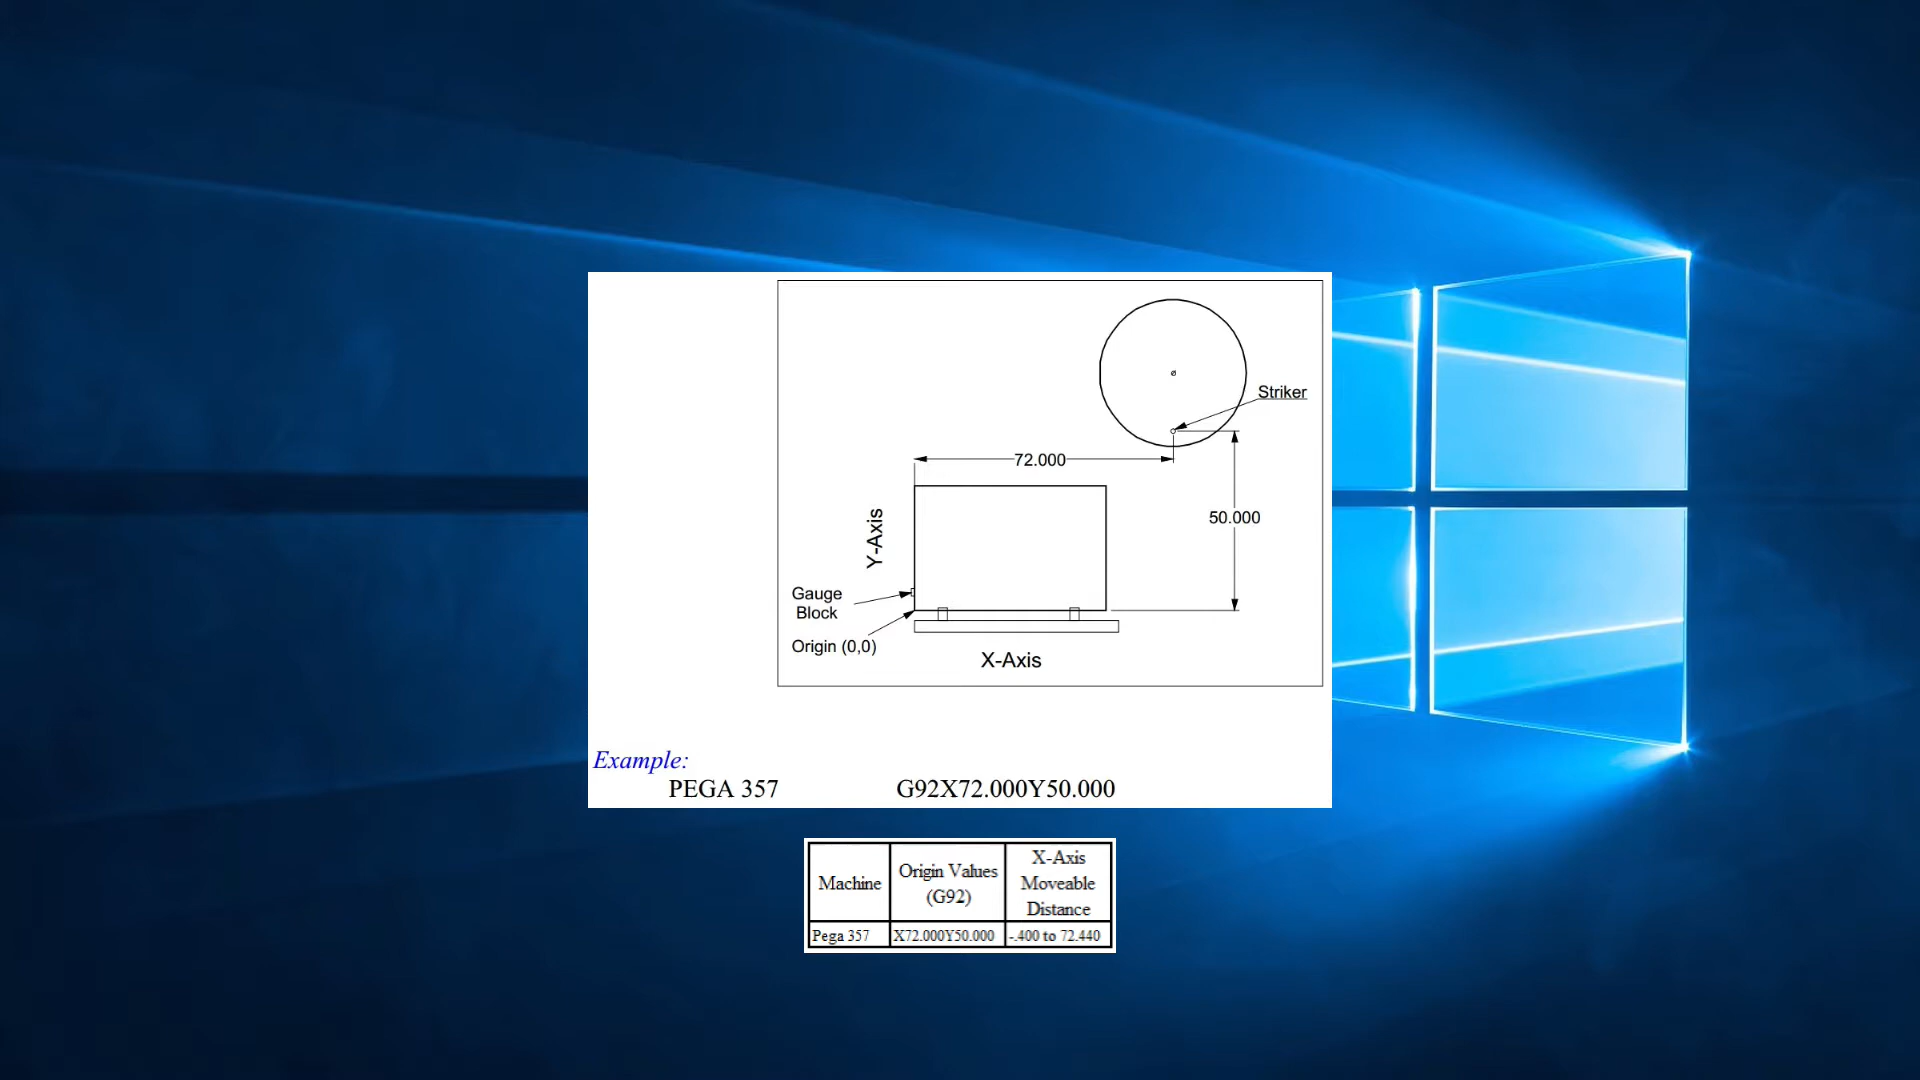 Striker
72.000
Y-Axis
50.000
Gauge
Block
Origin (0,0)
X-Axis
Example:
PEGA 357 G92X72.000Y50.000
Machine
Origin Values
(G92)
X-Axis
Moveable
Distance
Pega 357 X72.000Y50.000 -.400 to 72.440